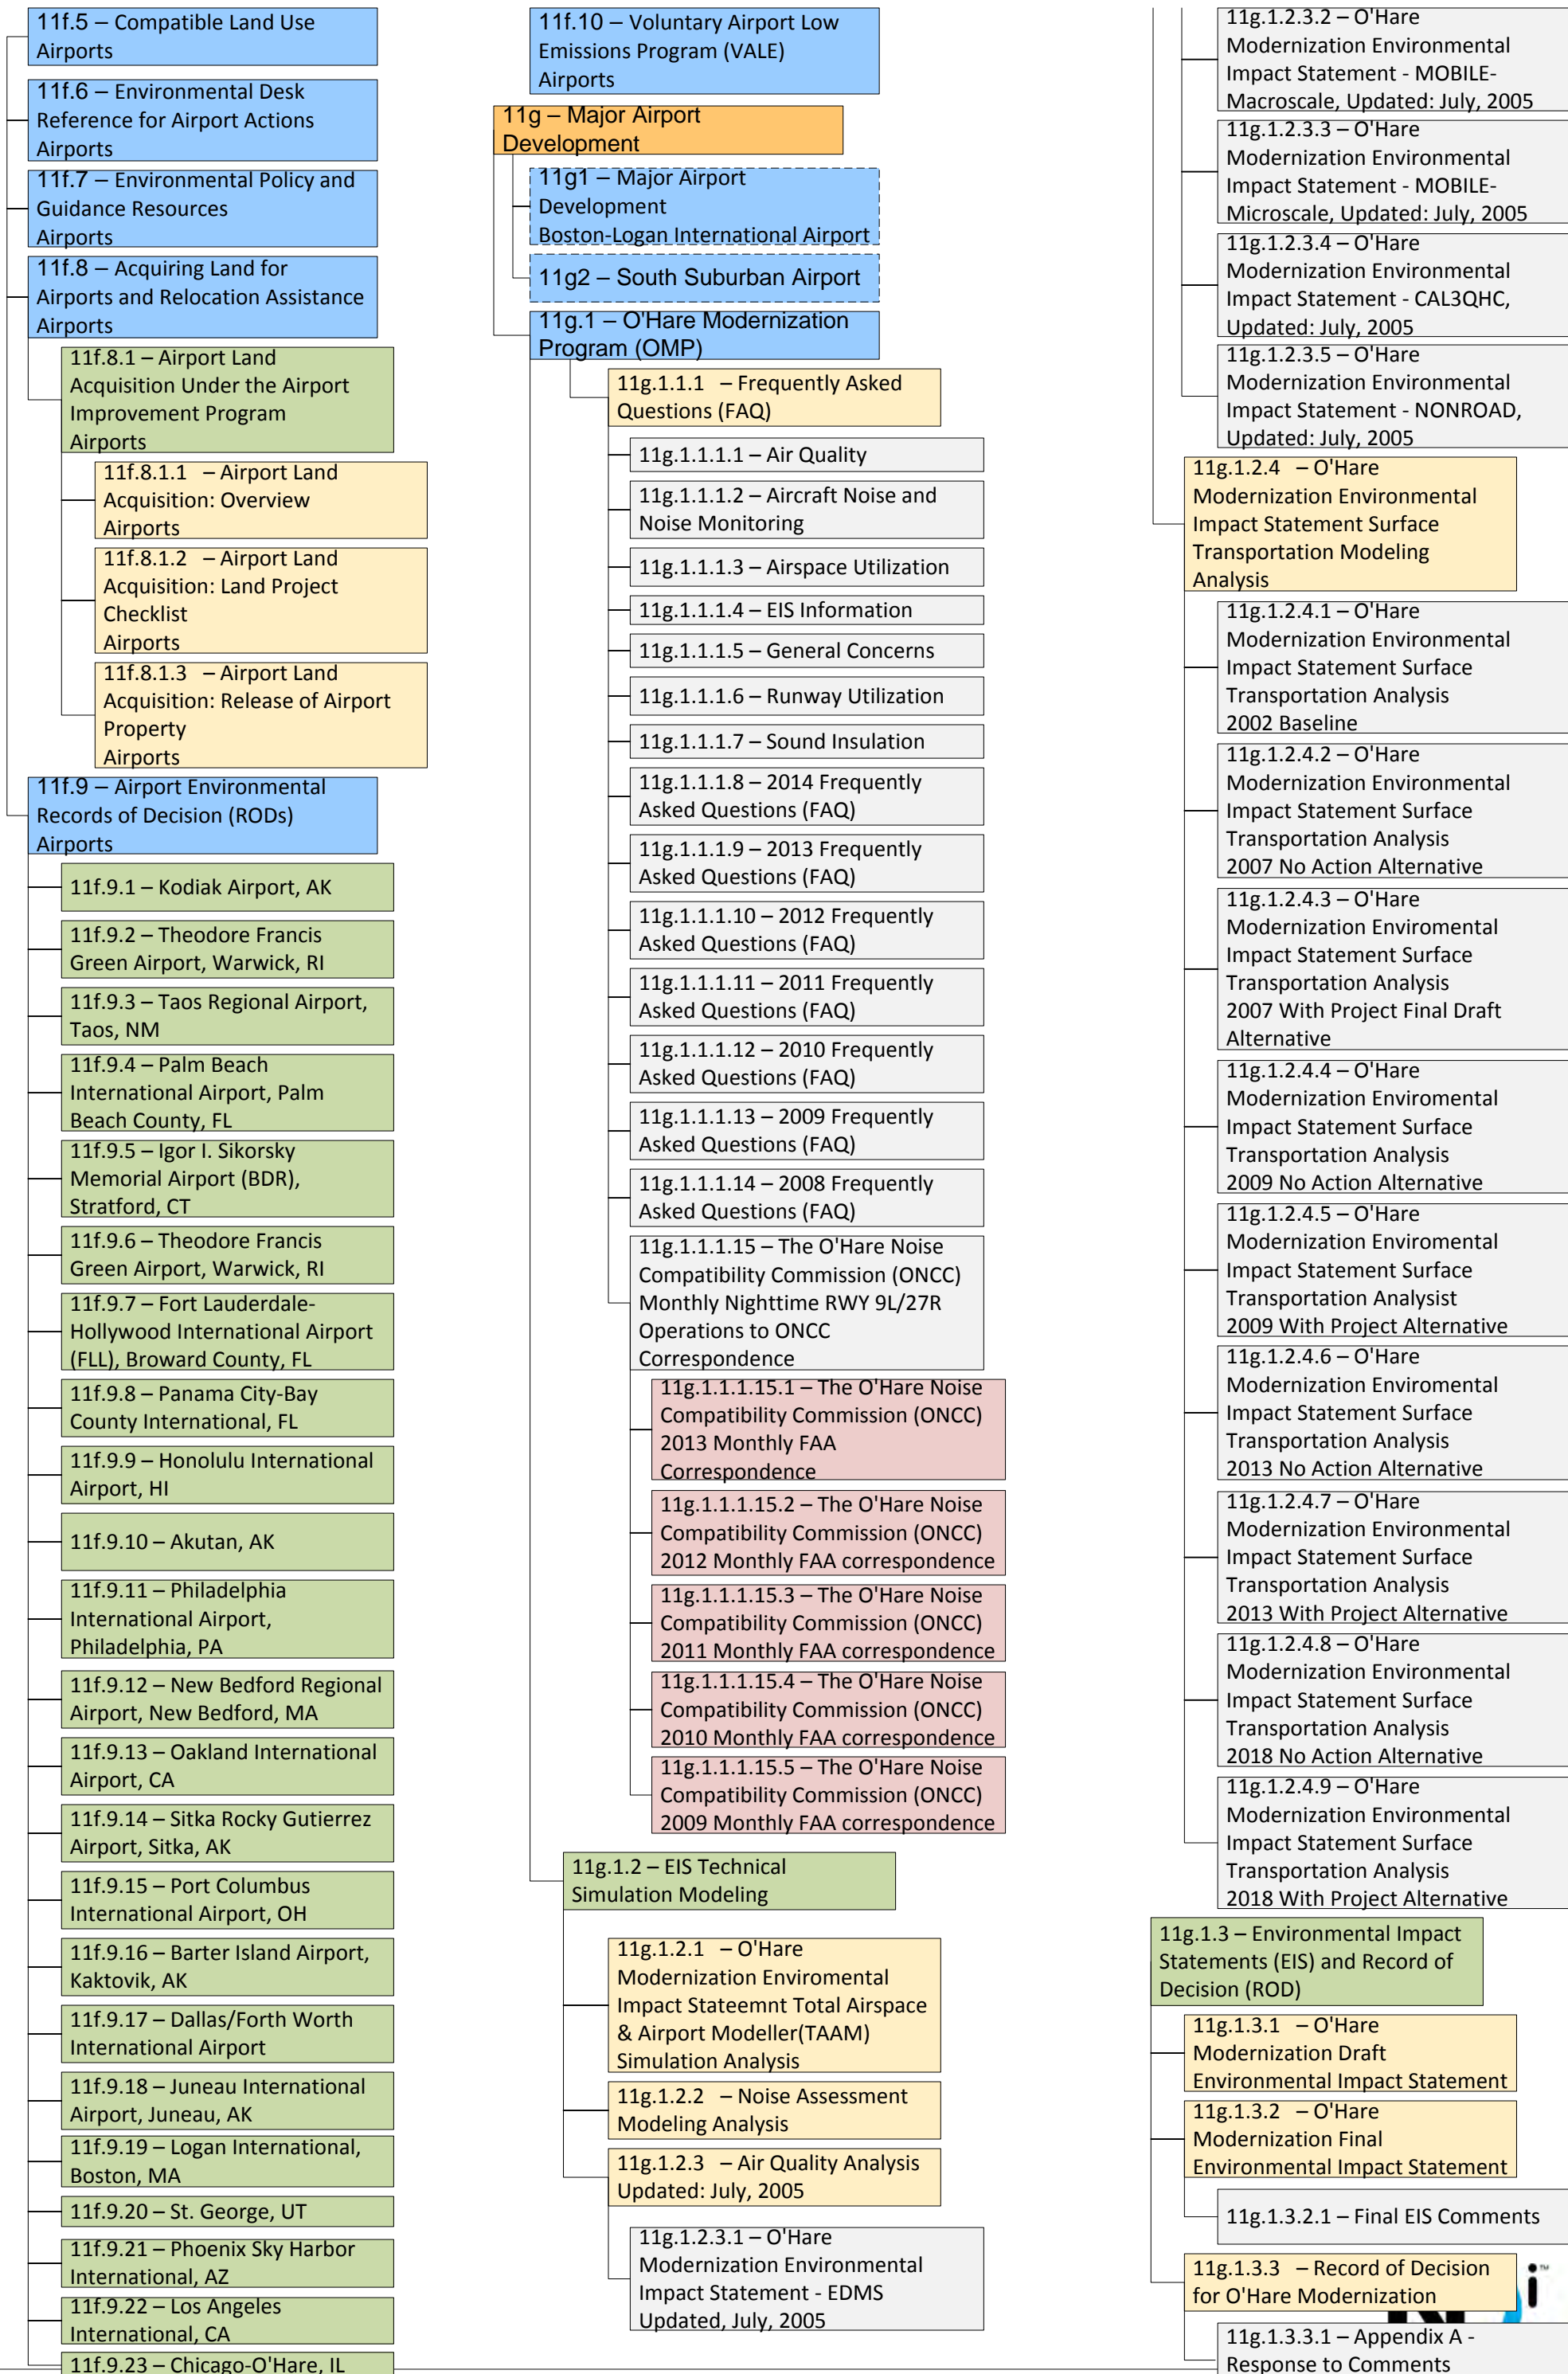 11f.5 – Compatible Land Use
Airports
11f.6 – Environmental Desk
Reference for Airport Actions
Airports
11f.7 – Environmental Policy and
Guidance Resources
Airports
11f.8 – Acquiring Land for
Airports and Relocation Assistance
Airports
11f.8.1 – Airport Land
Acquisition Under the Airport
Improvement Program
Airports
11f.8.1.1 – Airport Land
Acquisition: Overview
Airports
11f.8.1.2 – Airport Land
Acquisition: Land Project
Checklist
Airports
11f.8.1.3 – Airport Land
Acquisition: Release of Airport
Property
Airports
11f.9 – Airport Environmental
Records of Decision (RODs)
Airports
11f.9.1 – Kodiak Airport, AK
11f.9.2 – Theodore Francis
Green Airport, Warwick, RI
11f.9.3 – Taos Regional Airport,
Taos, NM
11f.9.4 – Palm Beach
International Airport, Palm
Beach County, FL
11f.9.5 – Igor I. Sikorsky
Memorial Airport (BDR),
Stratford, CT
11f.9.6 – Theodore Francis
Green Airport, Warwick, RI
11f.9.7 – Fort Lauderdale-
Hollywood International Airport
(FLL), Broward County, FL
11f.9.8 – Panama City-Bay
County International, FL
11f.9.9 – Honolulu International
Airport, HI
11f.9.10 – Akutan, AK
11f.9.11 – Philadelphia
International Airport,
Philadelphia, PA
11f.9.12 – New Bedford Regional
Airport, New Bedford, MA
11f.9.13 – Oakland International
Airport, CA
11f.9.14 – Sitka Rocky Gutierrez
Airport, Sitka, AK
11f.9.15 – Port Columbus
International Airport, OH
11f.9.16 – Barter Island Airport,
Kaktovik, AK
11f.9.17 – Dallas/Forth Worth
International Airport
11f.9.18 – Juneau International
Airport, Juneau, AK
11f.9.19 – Logan International,
Boston, MA
11f.9.20 – St. George, UT
11f.9.21 – Phoenix Sky Harbor
International, AZ
11f.9.22 – Los Angeles
International, CA
11f.9.23 – Chicago-O'Hare, IL
11f.10 – Voluntary Airport Low
Emissions Program (VALE)
Airports
11g – Major Airport
Development
11g1 – Major Airport
Development
Boston-Logan International Airport
11g2 – South Suburban Airport
11g.1 – O'Hare Modernization
Program (OMP)
11g.1.1.1 – Frequently Asked
Questions (FAQ)
11g.1.1.1.1 – Air Quality
11g.1.1.1.2 – Aircraft Noise and
Noise Monitoring
11g.1.1.1.3 – Airspace Utilization
11g.1.1.1.4 – EIS Information
11g.1.1.1.5 – General Concerns
11g.1.1.1.6 – Runway Utilization
11g.1.1.1.7 – Sound Insulation
11g.1.1.1.8 – 2014 Frequently
Asked Questions (FAQ)
11g.1.1.1.9 – 2013 Frequently
Asked Questions (FAQ)
11g.1.1.1.10 – 2012 Frequently
Asked Questions (FAQ)
11g.1.1.1.11 – 2011 Frequently
Asked Questions (FAQ)
11g.1.1.1.12 – 2010 Frequently
Asked Questions (FAQ)
11g.1.1.1.13 – 2009 Frequently
Asked Questions (FAQ)
11g.1.1.1.14 – 2008 Frequently
Asked Questions (FAQ)
11g.1.1.1.15 – The O'Hare Noise
Compatibility Commission (ONCC)
Monthly Nighttime RWY 9L/27R
Operations to ONCC
Correspondence
11g.1.1.1.15.1 – The O'Hare Noise
Compatibility Commission (ONCC)
2013 Monthly FAA
Correspondence
11g.1.1.1.15.2 – The O'Hare Noise
Compatibility Commission (ONCC)
2012 Monthly FAA correspondence
11g.1.1.1.15.3 – The O'Hare Noise
Compatibility Commission (ONCC)
2011 Monthly FAA correspondence
11g.1.1.1.15.4 – The O'Hare Noise
Compatibility Commission (ONCC)
2010 Monthly FAA correspondence
11g.1.1.1.15.5 – The O'Hare Noise
Compatibility Commission (ONCC)
2009 Monthly FAA correspondence
11g.1.2 – EIS Technical
Simulation Modeling
11g.1.2.1 – O'Hare
Modernization Enviromental
Impact Stateemnt Total Airspace
& Airport Modeller(TAAM)
Simulation Analysis
11g.1.2.2 – Noise Assessment
Modeling Analysis
11g.1.2.3 – Air Quality Analysis
Updated: July, 2005
11g.1.2.3.1 – O'Hare
Modernization Environmental
Impact Statement - EDMS
Updated, July, 2005
11g.1.2.3.2 – O'Hare
Modernization Environmental
Impact Statement - MOBILE-
Macroscale, Updated: July, 2005
11g.1.2.3.3 – O'Hare
Modernization Environmental
Impact Statement - MOBILE-
Microscale, Updated: July, 2005
11g.1.2.3.4 – O'Hare
Modernization Environmental
Impact Statement - CAL3QHC,
Updated: July, 2005
11g.1.2.3.5 – O'Hare
Modernization Environmental
Impact Statement - NONROAD,
Updated: July, 2005
11g.1.2.4 – O'Hare
Modernization Environmental
Impact Statement Surface
Transportation Modeling
Analysis
11g.1.2.4.1 – O'Hare
Modernization Environmental
Impact Statement Surface
Transportation Analysis
2002 Baseline
11g.1.2.4.2 – O'Hare
Modernization Environmental
Impact Statement Surface
Transportation Analysis
2007 No Action Alternative
11g.1.2.4.3 – O'Hare
Modernization Enviromental
Impact Statement Surface
Transportation Analysis
2007 With Project Final Draft
Alternative
11g.1.2.4.4 – O'Hare
Modernization Enviromental
Impact Statement Surface
Transportation Analysis
2009 No Action Alternative
11g.1.2.4.5 – O'Hare
Modernization Enviromental
Impact Statement Surface
Transportation Analysist
2009 With Project Alternative
11g.1.2.4.6 – O'Hare
Modernization Enviromental
Impact Statement Surface
Transportation Analysis
2013 No Action Alternative
11g.1.2.4.7 – O'Hare
Modernization Environmental
Impact Statement Surface
Transportation Analysis
2013 With Project Alternative
11g.1.2.4.8 – O'Hare
Modernization Environmental
Impact Statement Surface
Transportation Analysis
2018 No Action Alternative
11g.1.2.4.9 – O'Hare
Modernization Environmental
Impact Statement Surface
Transportation Analysis
2018 With Project Alternative
11g.1.3 – Environmental Impact
Statements (EIS) and Record of
Decision (ROD)
11g.1.3.1 – O'Hare
Modernization Draft
Environmental Impact Statement
11g.1.3.2 – O'Hare
Modernization Final
Environmental Impact Statement
11g.1.3.2.1 – Final EIS Comments
11g.1.3.3 – Record of Decision
for O'Hare Modernization
11g.1.3.3.1 – Appendix A -
Response to Comments